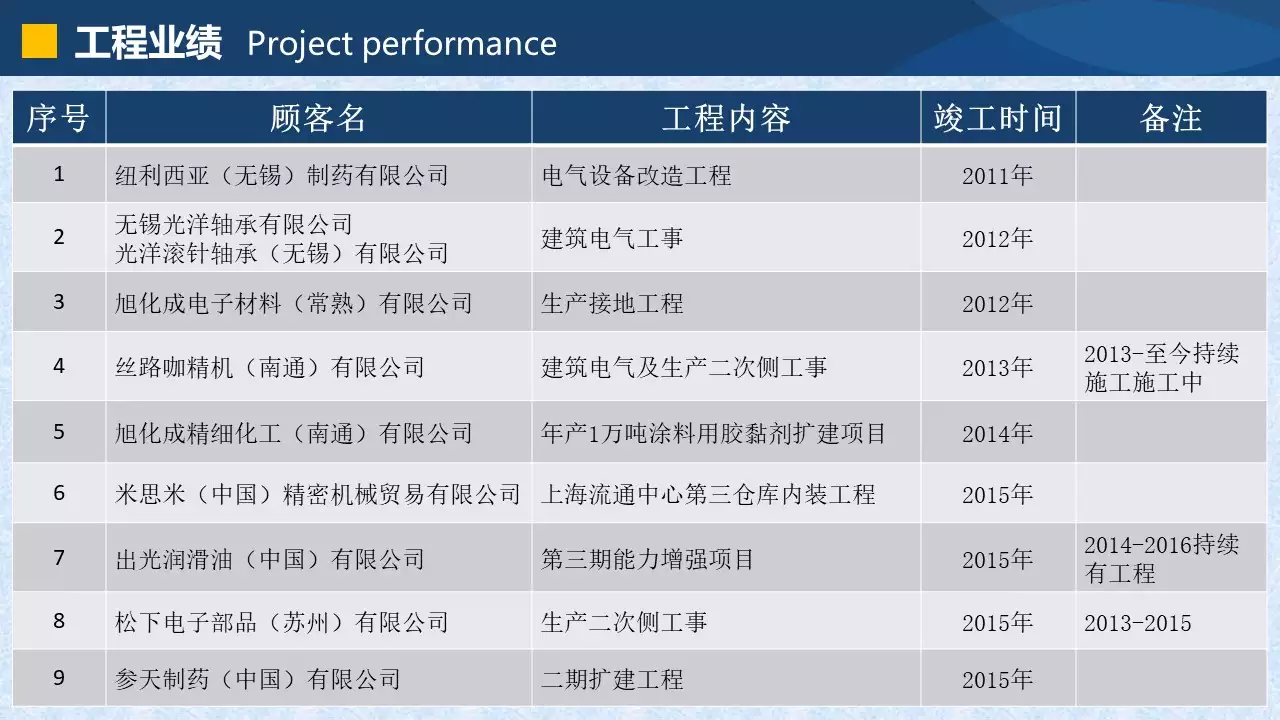 工程业绩 Project performance
序号 顾客名 工程内容 竣工时间 备注
1 纽利西亚（无锡）制药有限公司 电气设备改造工程 2011年
2 无锡光洋轴承有限公司
光洋滚针轴承（无锡）有限公司 建筑电气工事 2012年
3 旭化成电子材料（常熟）有限公司 生产接地工程 2012年
4 丝路咖精机（南通）有限公司 建筑电气及生产二次侧工事 2013年 2013-至今持续
施工施工中
5 旭化成精细化工（南通）有限公司 年产1万吨涂料用胶黏剂扩建项目 2014年
6 米思米（中国）精密机械贸易有限公司 上海流通中心第三仓库内装工程 2015年
7 出光润滑油（中国）有限公司 第三期能力增强项目 2015年 2014-2016持续
有工程
8 松下电子部品（苏州）有限公司 生产二次侧工事 2015年 2013-2015
9 参天制药（中国）有限公司 二期扩建工程 2015年